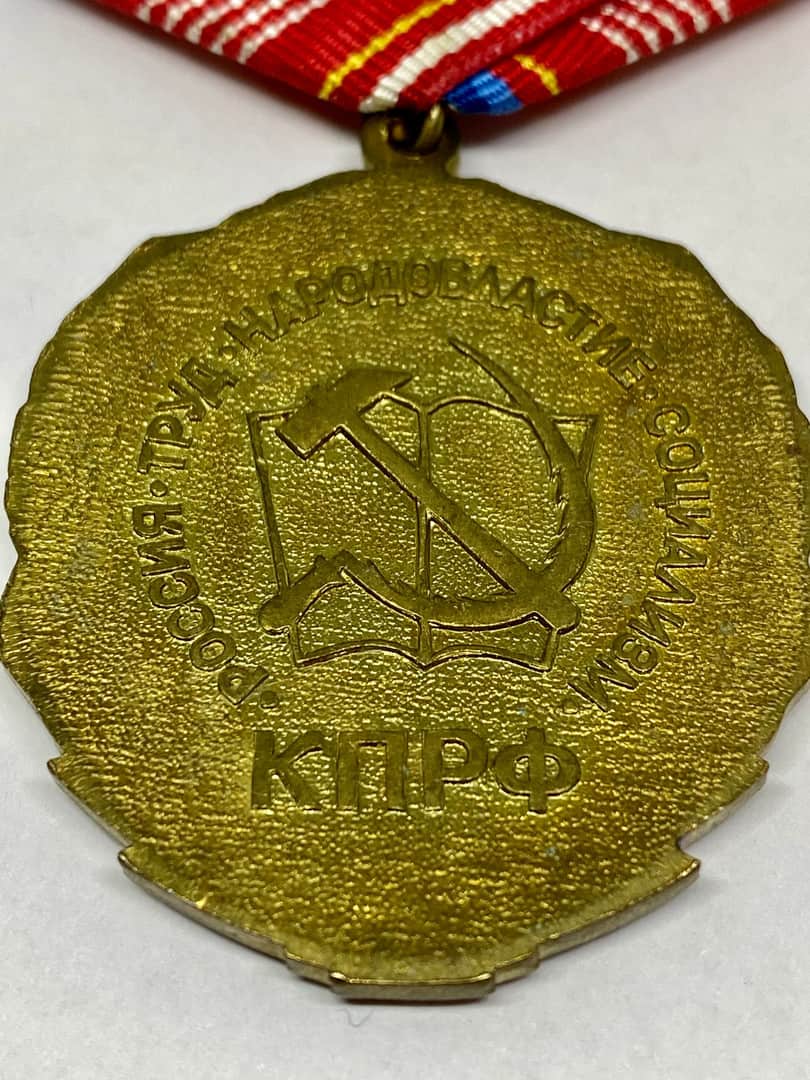 · РОССИЯ · ТРУД · НАРОДОВЛАСТИЕ · СОЦИАЛИЗМ ·
КПРФ